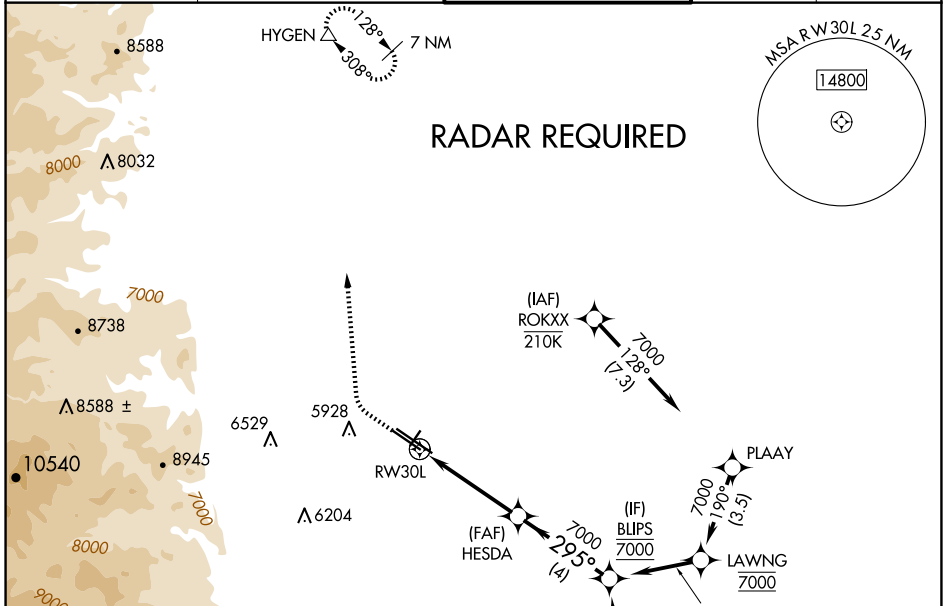 8588
HYGEN
128°
308°
7 NM
MSA RW30L 25 NM
14800
RADAR REQUIRED
8000
8032
7000
8738
(IAF)
ROKXX
210K
7000
128°
(7.3)
8588 ±
6529
5928
10540
8945
RW30L
PLAAY
7000
190°
(3.5)
7000
6204
(FAF)
HESDA
7000
295°
(4)
(IF)
BLIPS
7000
LAWNG
7000
8000
9000